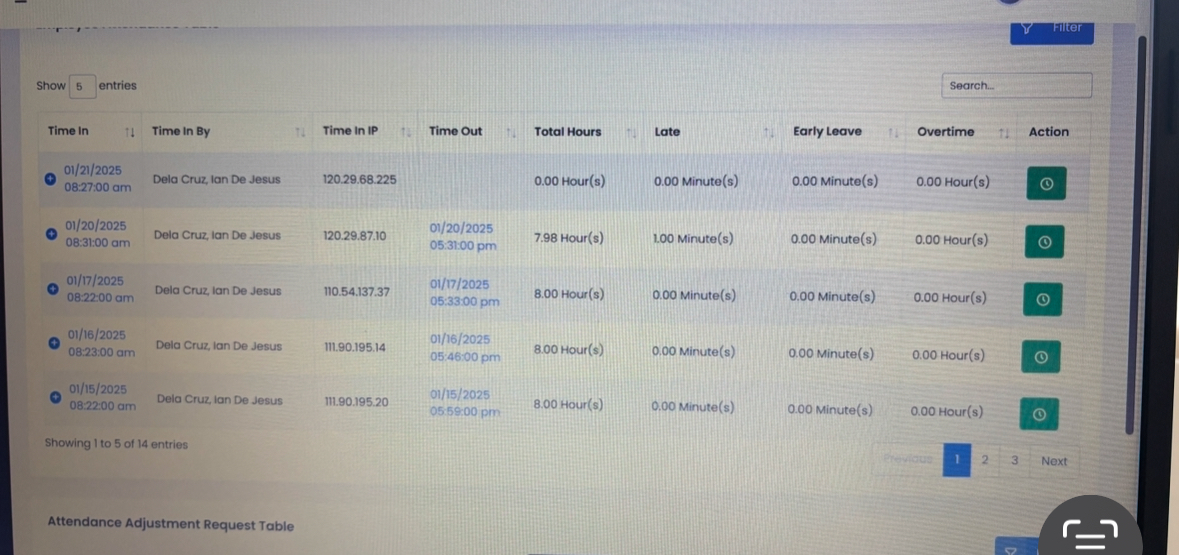 Filter
Show 5 entries
Search...
Time In Time In By Time In IP Time Out Total Hours Late Early Leave Overtime Action
01/21/2025
08:27:00 am Dela Cruz, Ian De Jesus 120.29.68.225 0.00 Hour(s) 0.00 Minute(s) 0.00 Minute(s) 0.00 Hour(s)
01/20/2025 01/20/2025
08:31:00 am Dela Cruz, Ian De Jesus 120.29.87.10 05:31:00 pm 7.98 Hour(s) 1.00 Minute(s) 0.00 Minute(s) 0.00 Hour(s)
01/17/2025 01/17/2025
08:22:00 am Dela Cruz, Ian De Jesus 110.54.137.37 05:33:00 pm 8.00 Hour(s) 0.00 Minute(s) 0.00 Minute(s) 0.00 Hour(s)
01/16/2025 01/16/2025
08:23:00 am Dela Cruz, Ian De Jesus 111.90.195.14 05:46:00 pm 8.00 Hour(s) 0.00 Minute(s) 0.00 Minute(s) 0.00 Hour(s)
01/15/2025 01/15/2025
08:22:00 am Dela Cruz, Ian De Jesus 111.90.195.20 05:59:00 pm 8.00 Hour(s) 0.00 Minute(s) 0.00 Minute(s) 0.00 Hour(s)
Showing 1 to 5 of 14 entries
Previous 1 2 3 Next
Attendance Adjustment Request Table